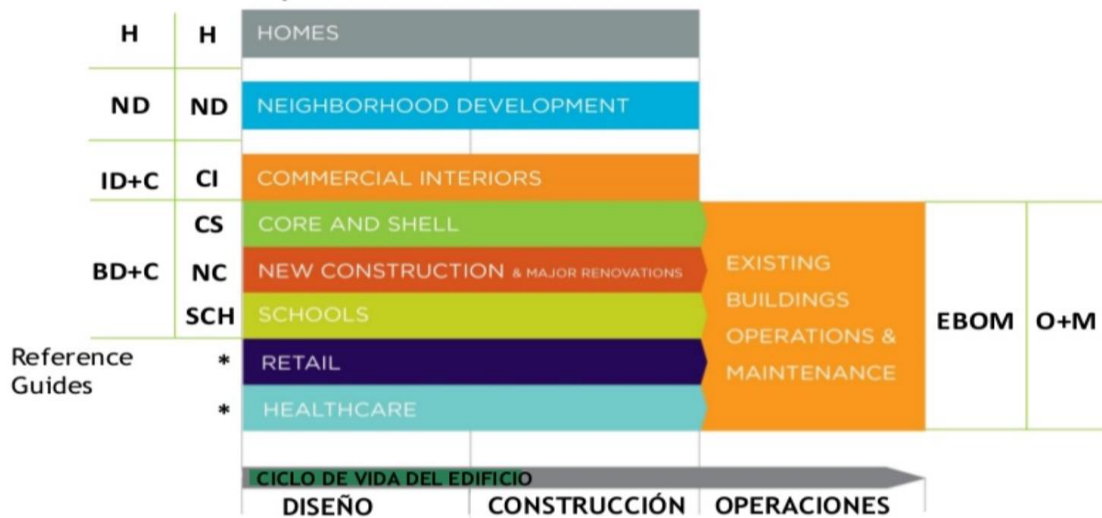 H H HOMES
ND ND NEIGHBORHOOD DEVELOPMENT
ID+C CI COMMERCIAL INTERIORS
CS CORE AND SHELL
BD+C NC NEW CONSTRUCTION & MAJOR RENOVATIONS
SCH SCHOOLS
Reference
Guides
* RETAIL
* HEALTHCARE
EXISTING
BUILDINGS
OPERATIONS &
MAINTENANCE
EBOM O+M
CICLO DE VIDA DEL EDIFICIO
DISEÑO CONSTRUCCIÓN OPERACIONES